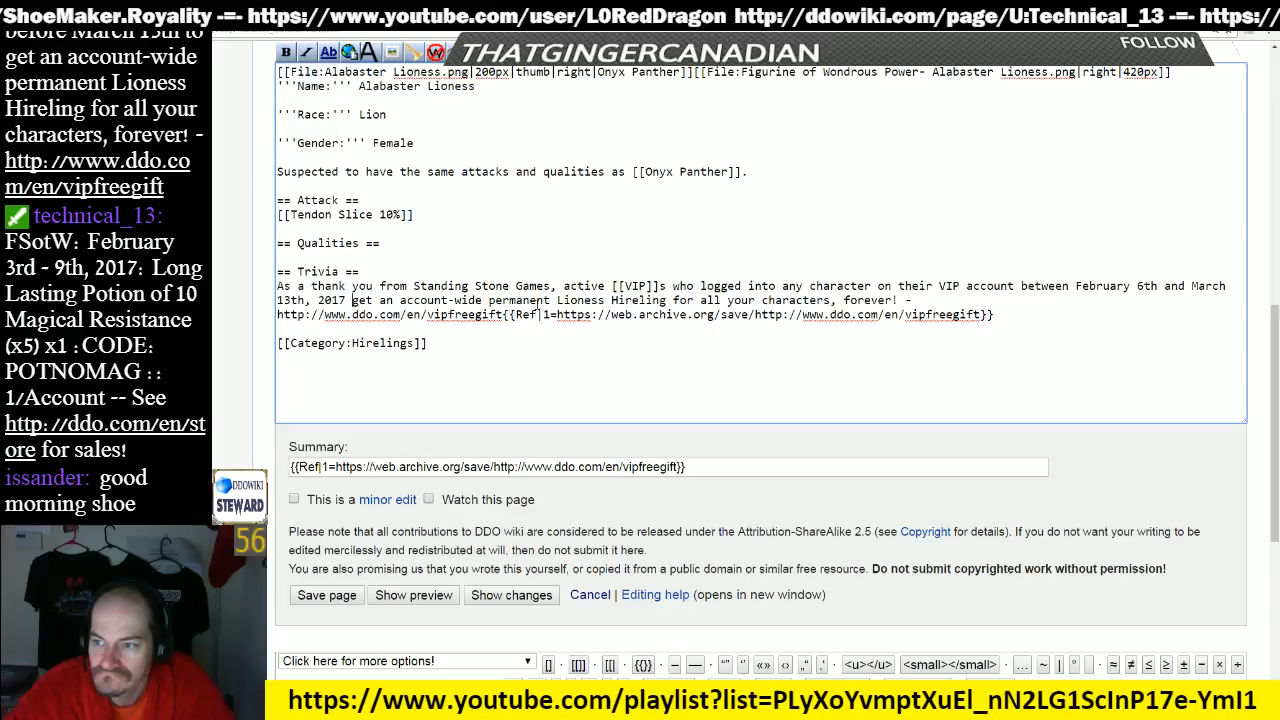 /ShoeMaker.Royality -=- https://www.youtube.com/user/L0RedDragon http://ddowiki.com/page/U:Technical_13 -=- https:/
THATGINGERCANADIAN
FOLLOW
before March 13th to
get an account-wide
permanent Lioness
Hireling for all your
characters, forever! -
http://www.ddo.co
m/en/vipfreegift
technical_13:
FSotW: February
3rd - 9th, 2017: Long
Lasting Potion of 10
Magical Resistance
(x5) x1 :CODE:
POTNOMAG ::
1/Account -- See
http://ddo.com/en/st
ore for sales!
issander: good
morning shoe
DDOWIKI
STEWARD
56
B I Ab A W
[[File:Alabaster Lioness.png|200px|thumb|right|Onyx Panther]][[File:Figurine of Wondrous Power- Alabaster Lioness.png|right|420px]]
'''Name:''' Alabaster Lioness
'''Race:''' Lion
'''Gender:''' Female
Suspected to have the same attacks and qualities as [[Onyx Panther]].
== Attack ==
[[Tendon Slice 10%]]
== Qualities ==
== Trivia ==
As a thank you from Standing Stone Games, active [[VIP]]s who logged into any character on their VIP account between February 6th and March
13th, 2017 get an account-wide permanent Lioness Hireling for all your characters, forever! -
http://www.ddo.com/en/vipfreegift{{Ref|1=https://web.archive.org/save/http://www.ddo.com/en/vipfreegift}}
[[Category:Hirelings]]
Summary:
{{Ref|1=https://web.archive.org/save/http://www.ddo.com/en/vipfreegift}}
This is a minor edit Watch this page
Please note that all contributions to DDO wiki are considered to be released under the Attribution-ShareAlike 2.5 (see Copyright for details). If you do not want your writing to be
edited mercilessly and redistributed at will, then do not submit it here.
You are also promising us that you wrote this yourself, or copied it from a public domain or similar free resource. Do not submit copyrighted work without permission!
Save page Show preview Show changes Cancel | Editing help (opens in new window)
Click here for more options! [] · [[]] · [[| · {{}} · – · — · “” · ‘’ · «» · ‹› · „“ · ‚‘ · <u></u> · <small></small> · … · ~ · | · ° · · ≈ · ≠ · ≤ · ≥ · ± · − · × · ÷
https://www.youtube.com/playlist?list=PLyXoYvmptXuEl_nN2LG1ScInP17e-YmI1